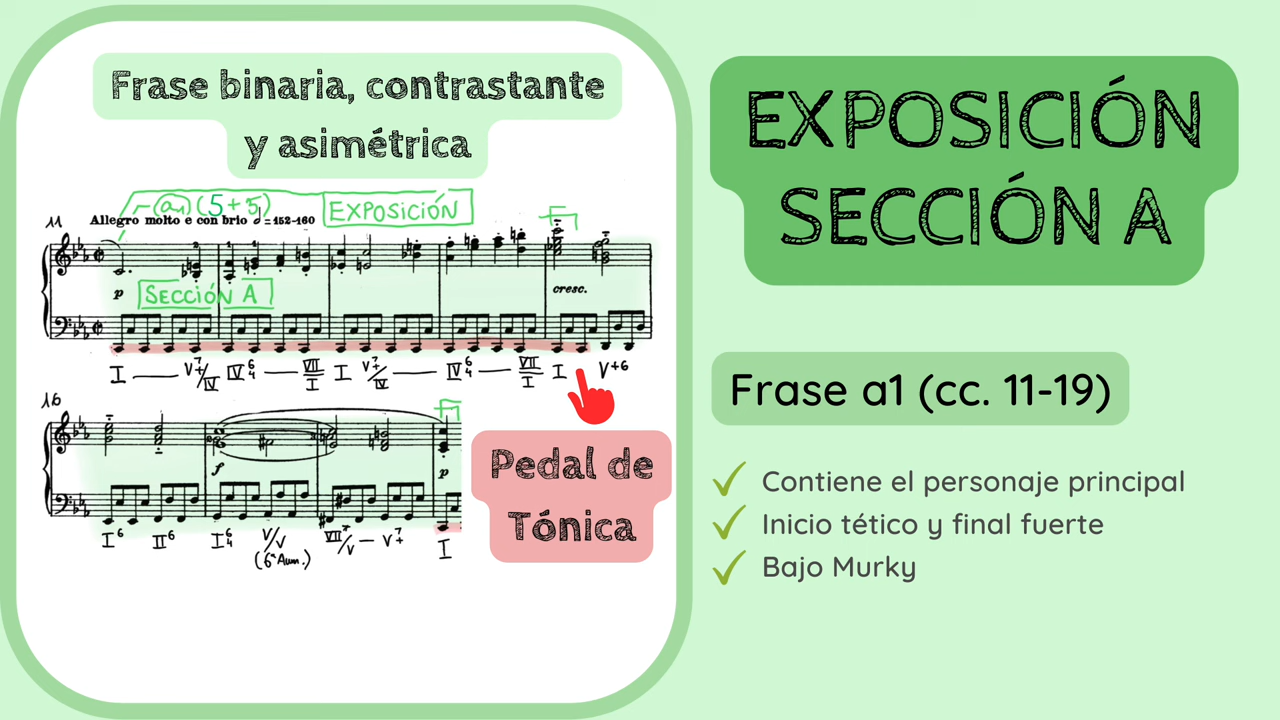 Frase binaria, contrastante
y asimétrica
EXPOSICIÓN
SECCIÓN A
a1 (5+5)
EXPOSICIÓN
11
Allegro molto e con brio 𝅗𝅥=152-160
F
p
SECCIÓN A
cresc.
I — V7+/IV IV6/4 — VII/I I V7+/IV IV6/4 — VII/I I V+6
16
F
f
p
I6 II6 I6/4 V/V VII7/V — V7+ I
(6ª Aum.)
Pedal de
Tónica
Frase a1 (cc. 11-19)
✓ Contiene el personaje principal
✓ Inicio tético y final fuerte
✓ Bajo Murky